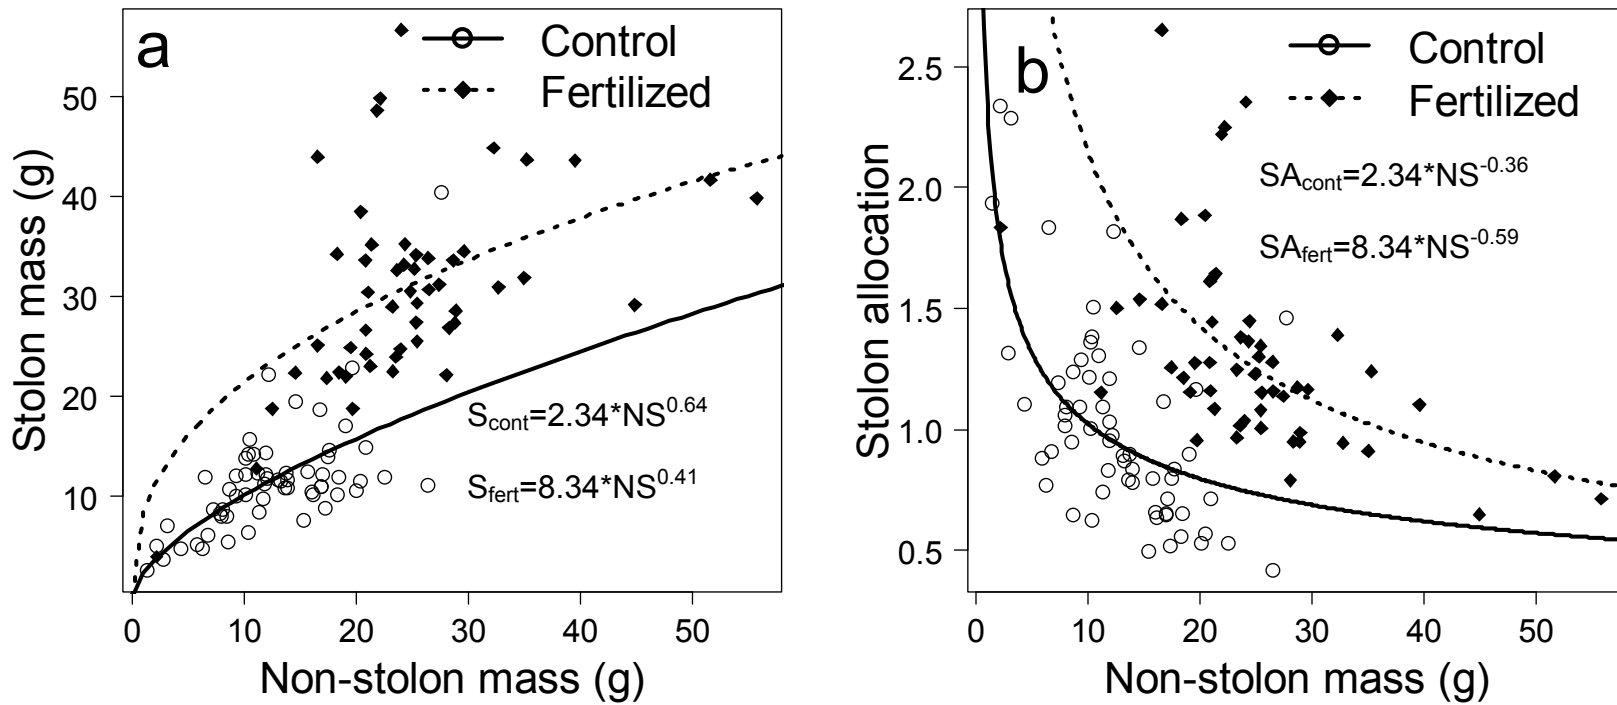 a
Control
Fertilized
S_cont=2.34*NS^0.64
S_fert=8.34*NS^0.41
Stolon mass (g)
50
40
30
20
10
0 10 20 30 40 50
Non-stolon mass (g)
b
Control
Fertilized
SA_cont=2.34*NS^-0.36
SA_fert=8.34*NS^-0.59
Stolon allocation
2.5
2.0
1.5
1.0
0.5
0 10 20 30 40 50
Non-stolon mass (g)